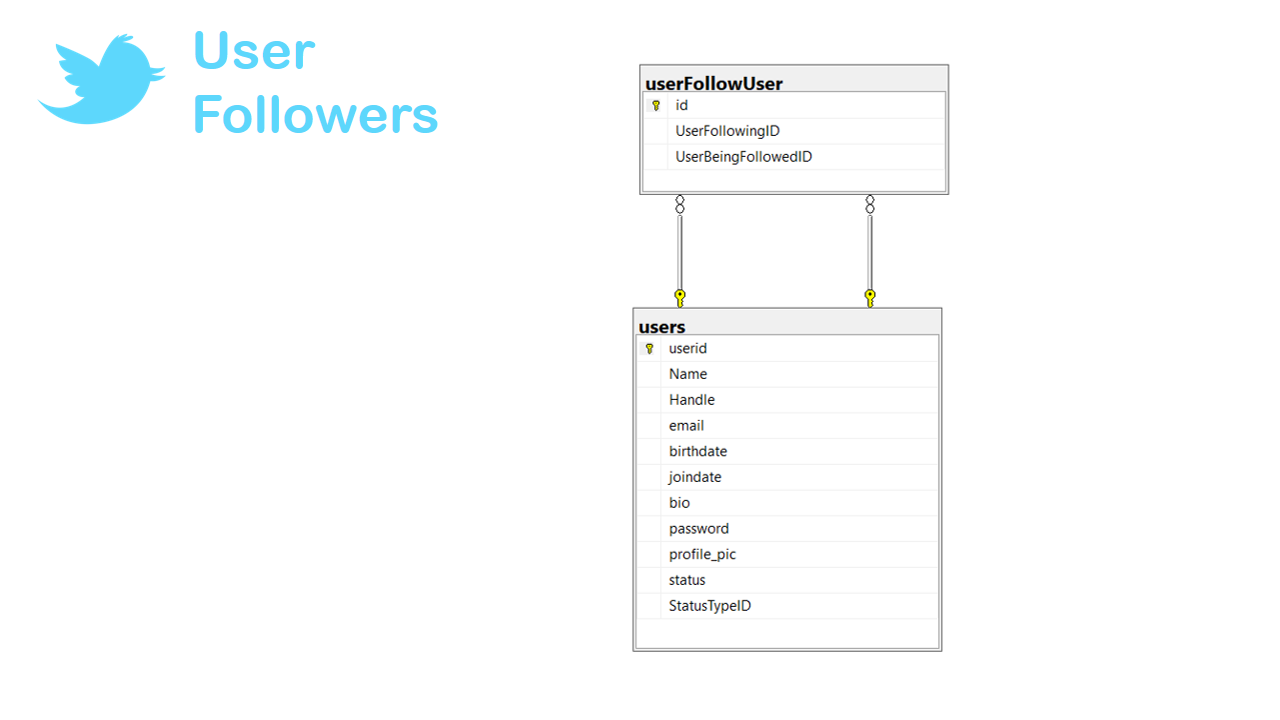 User
Followers
userFollowUser
id
UserFollowingID
UserBeingFollowedID
users
userid
Name
Handle
email
birthdate
joindate
bio
password
profile_pic
status
StatusTypeID